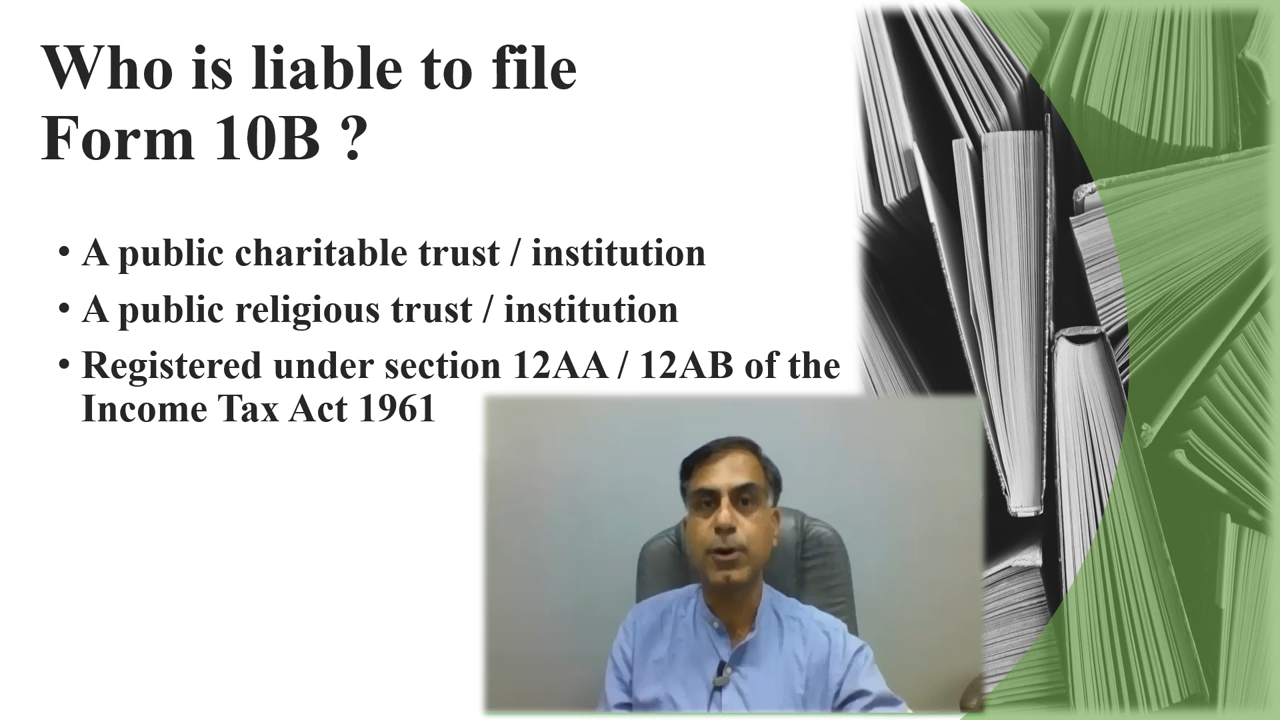 Who is liable to file
Form 10B ?
• A public charitable trust / institution
• A public religious trust / institution
• Registered under section 12AA / 12AB of the
Income Tax Act 1961